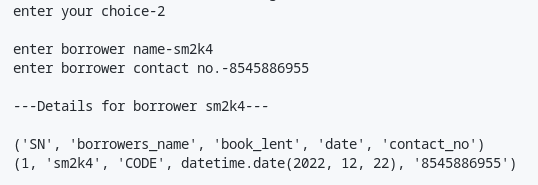 enter your choice-2
enter borrower name-sm2k4
enter borrower contact no.-8545886955
---Details for borrower sm2k4---
('SN', 'borrowers_name', 'book_lent', 'date', 'contact_no')
(1, 'sm2k4', 'CODE', datetime.date(2022, 12, 22), '8545886955')